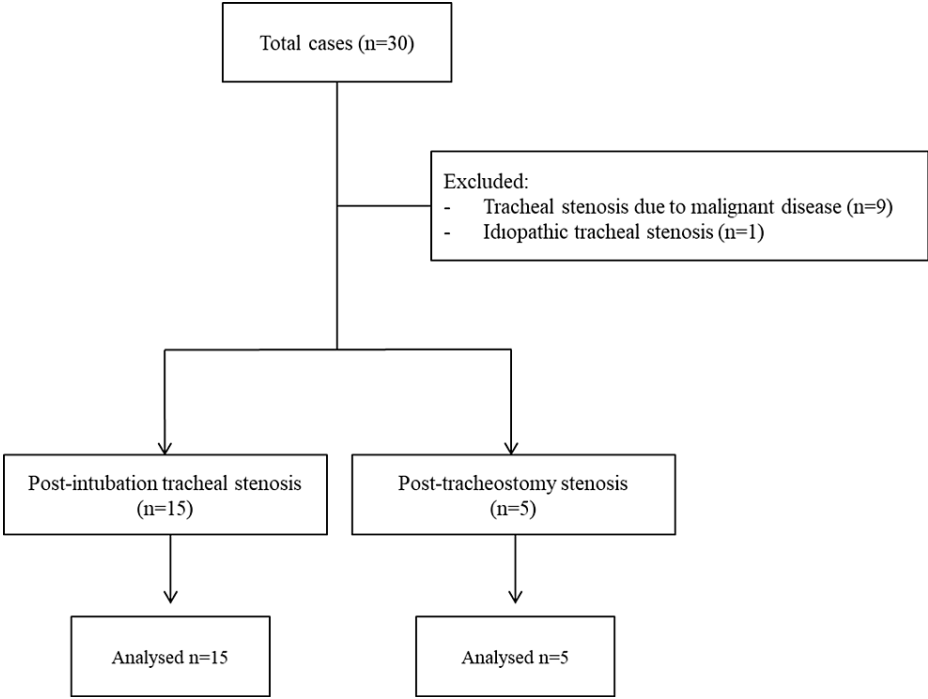 Total cases (n=30)
Excluded:
- Tracheal stenosis due to malignant disease (n=9)
- Idıopathic tracheal stenosis (n=1)
Post-intubation tracheal stenosis
(n=15)
Post-tracheostomy stenosis
(n=5)
Analysed n=15
Analysed n=5